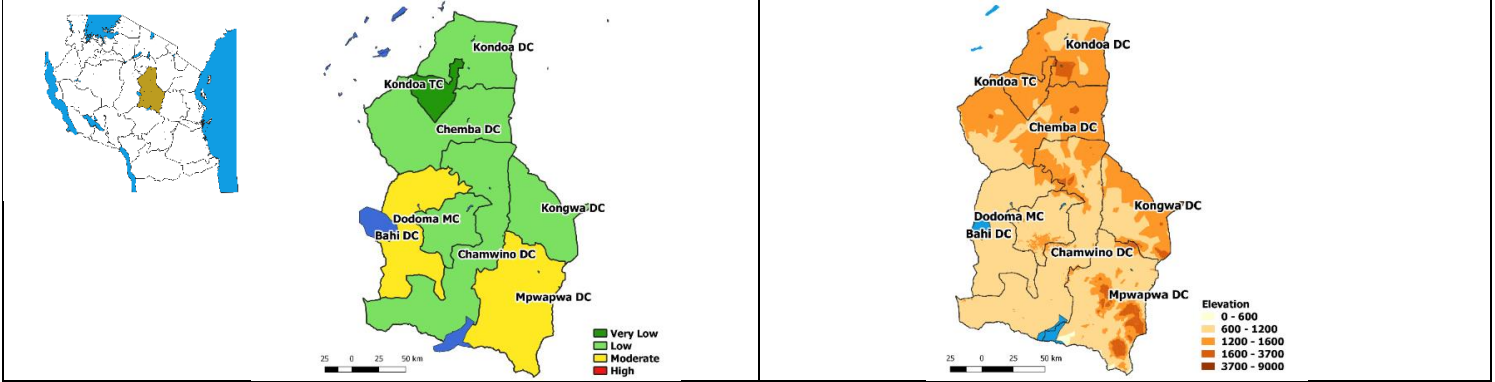 Kondoa DC
Kondoa TC
Chemba DC
Kongwa DC
Dodoma MC
Bahi DC
Chamwino DC
Mpwapwa DC
Very Low
Low
Moderate
High
25 0 25 50 km
Kondoa DC
Kondoa TC
Chemba DC
Kongwa DC
Dodoma MC
Bahi DC
Chamwino DC
Mpwapwa DC
Elevation
0 - 600
600 - 1200
1200 - 1600
1600 - 3700
3700 - 9000
25 0 25 50 km